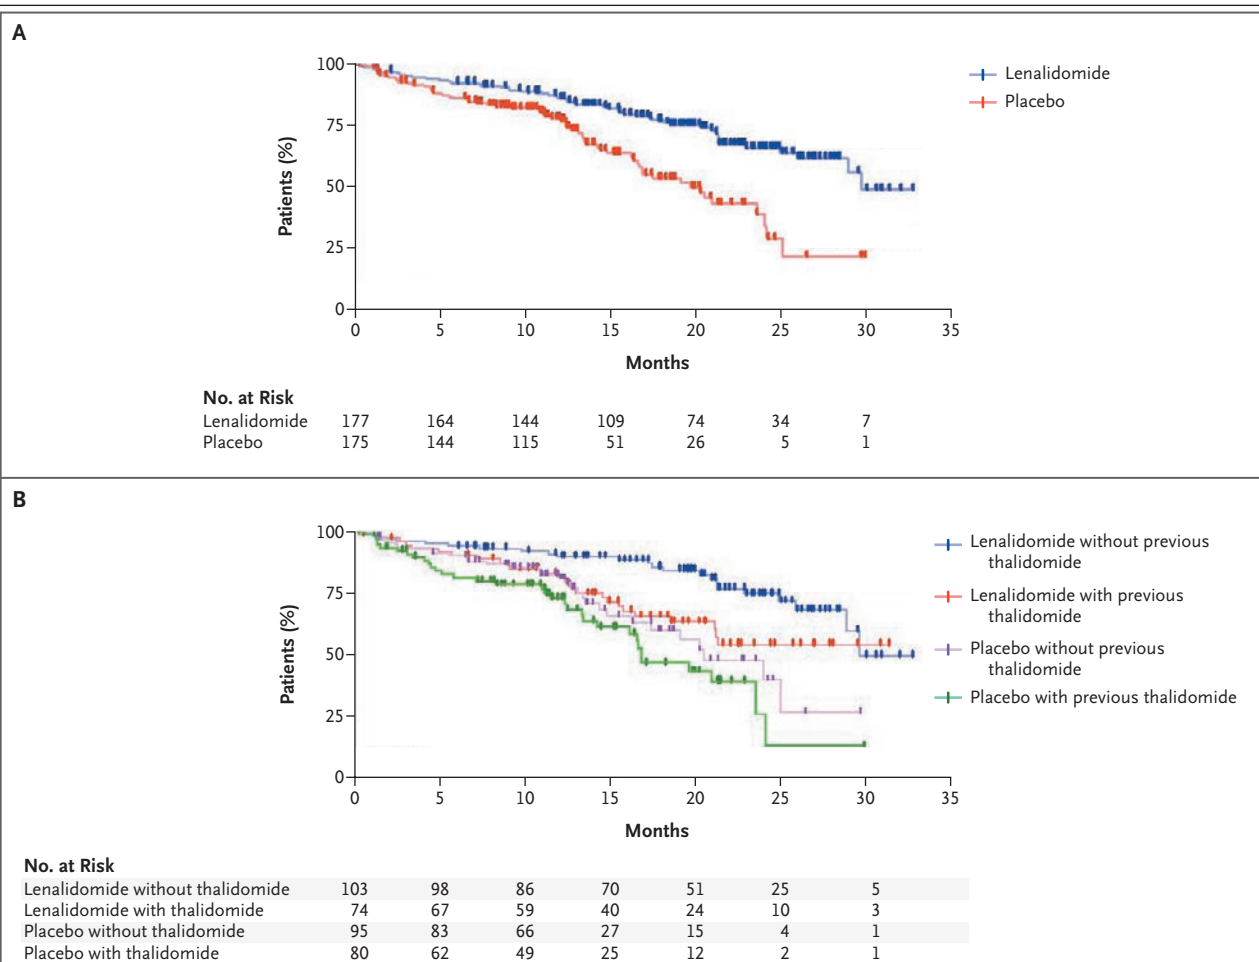 A
100
75
50
25
0
Patients (%)
0 5 10 15 20 25 30 35
Months
Lenalidomide
Placebo
No. at Risk
Lenalidomide 177 164 144 109 74 34 7
Placebo 175 144 115 51 26 5 1
B
100
75
50
25
0
Patients (%)
0 5 10 15 20 25 30 35
Months
Lenalidomide without previous
thalidomide
Lenalidomide with previous
thalidomide
Placebo without previous
thalidomide
Placebo with previous thalidomide
No. at Risk
Lenalidomide without thalidomide 103 98 86 70 51 25 5
Lenalidomide with thalidomide 74 67 59 40 24 10 3
Placebo without thalidomide 95 83 66 27 15 4 1
Placebo with thalidomide 80 62 49 25 12 2 1